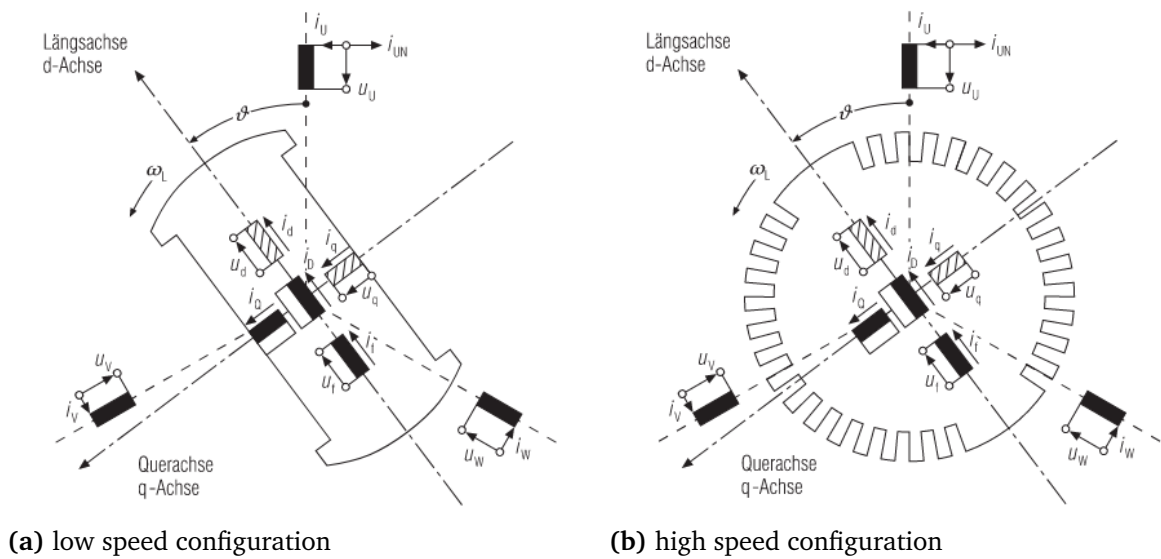 Längsachse
d-Achse
i_U
i_UN
u_U
ϑ
ω_L
i_d
u_d
i_D
i_q
u_q
i_Q
i_f
u_f
u_V
i_V
u_W
i_W
Querachse
q-Achse
(a) low speed configuration
Längsachse
d-Achse
i_U
i_UN
u_U
ϑ
ω_L
i_d
u_d
i_D
i_q
u_q
i_Q
i_f
u_f
u_V
i_V
u_W
i_W
Querachse
q-Achse
(b) high speed configuration